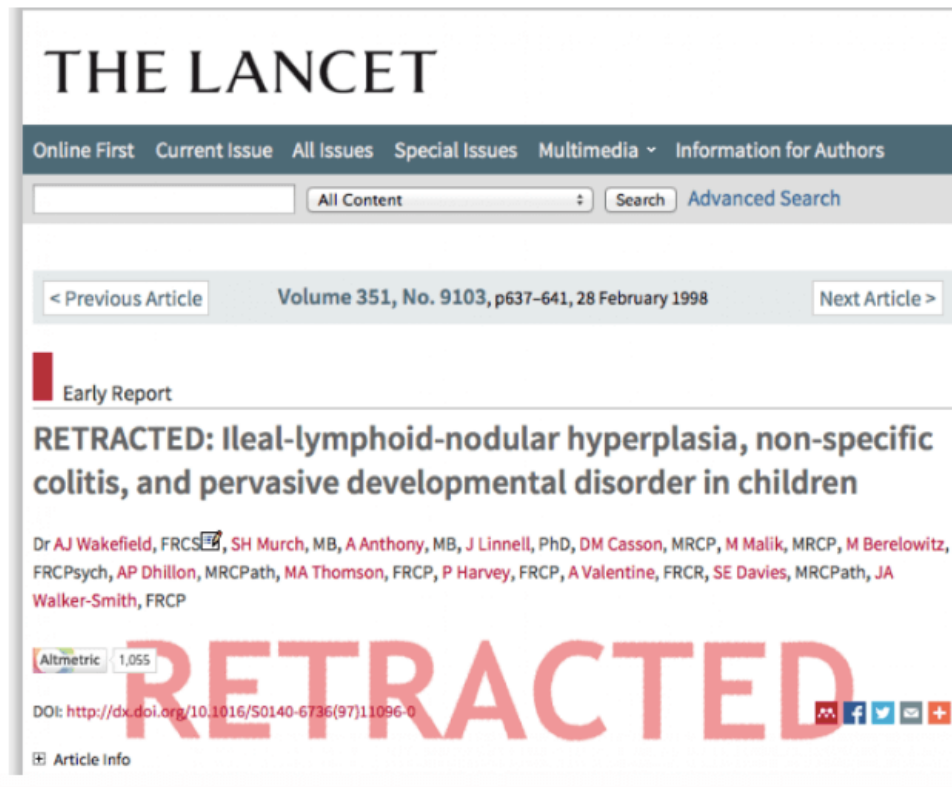 THE LANCET
Online First Current Issue All Issues Special Issues Multimedia Information for Authors
All Content Search Advanced Search
< Previous Article Volume 351, No. 9103, p637–641, 28 February 1998 Next Article >
Early Report
RETRACTED: Ileal-lymphoid-nodular hyperplasia, non-specific
colitis, and pervasive developmental disorder in children
Dr AJ Wakefield, FRCS, SH Murch, MB, A Anthony, MB, J Linnell, PhD, DM Casson, MRCP, M Malik, MRCP, M Berelowitz,
FRCPsych, AP Dhillon, MRCPath, MA Thomson, FRCP, P Harvey, FRCP, A Valentine, FRCR, SE Davies, MRCPath, JA
Walker-Smith, FRCP
RETRACTED
Altmetric 1,055
DOI: http://dx.doi.org/10.1016/S0140-6736(97)11096-0
Article Info